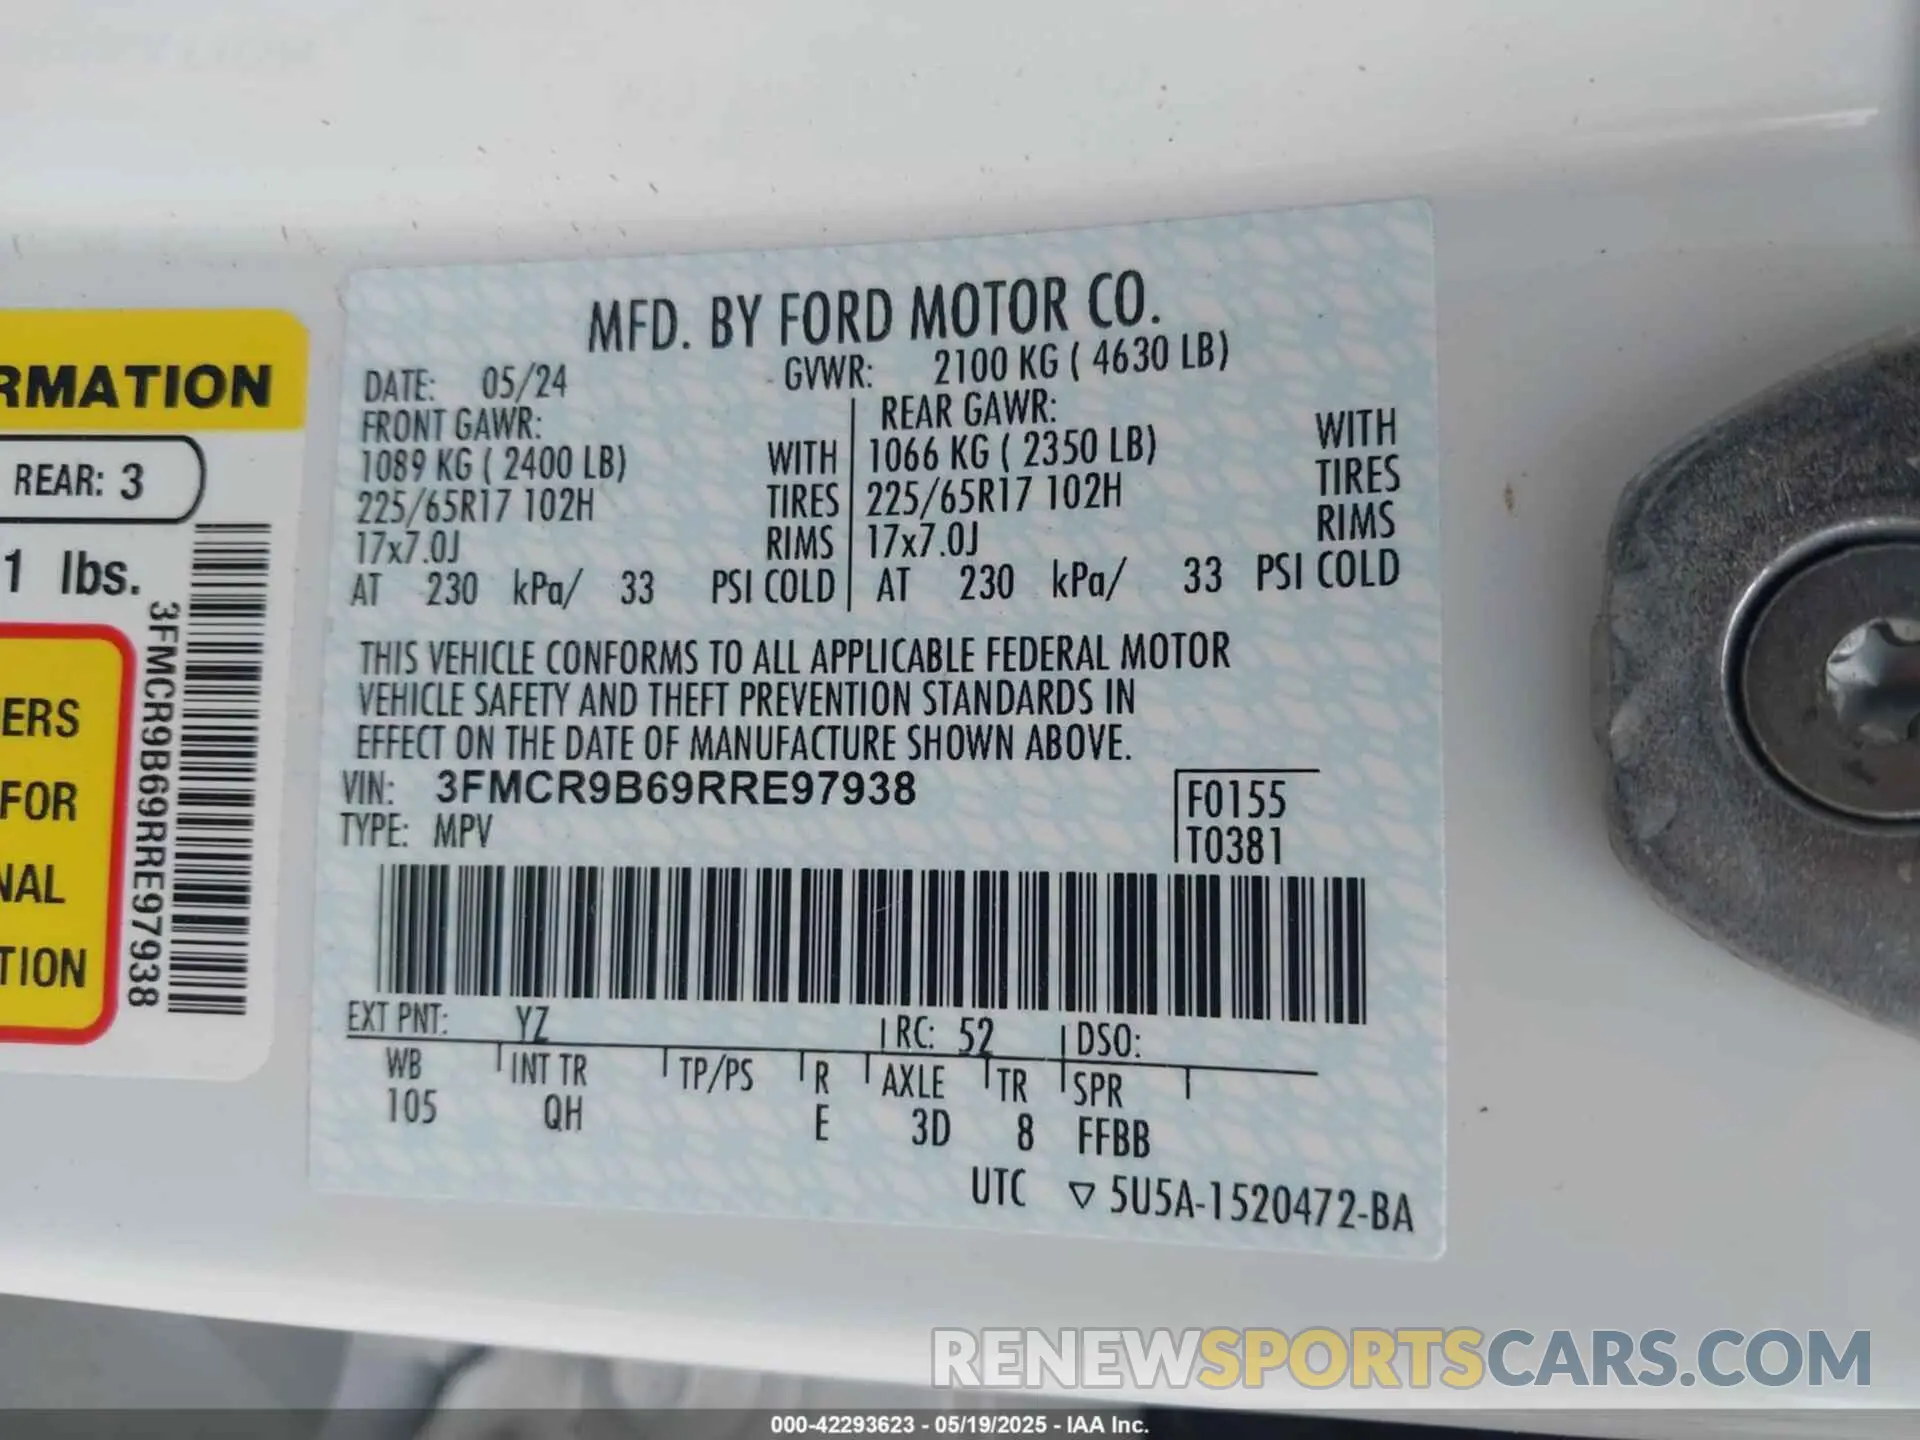 MFD. BY FORD MOTOR CO.
DATE: 05/24 GVWR: 2100 KG ( 4630 LB)
FRONT GAWR: REAR GAWR:
1089 KG ( 2400 LB) WITH 1066 KG ( 2350 LB) WITH
225/65R17 102H TIRES 225/65R17 102H TIRES
17x7.0J RIMS 17x7.0J RIMS
AT 230 kPa/ 33 PSI COLD AT 230 kPa/ 33 PSI COLD
THIS VEHICLE CONFORMS TO ALL APPLICABLE FEDERAL MOTOR
VEHICLE SAFETY AND THEFT PREVENTION STANDARDS IN
EFFECT ON THE DATE OF MANUFACTURE SHOWN ABOVE.
VIN: 3FMCR9B69RRE97938 F0155
TYPE: MPV T0381
EXT PNT: YZ RC: 52 DSO:
WB INT TR TP/PS R AXLE TR SPR
105 QH E 3D 8 FFBB
UTC ▽ 5U5A-1520472-BA
RMATION
REAR: 3
1 lbs.
3FMCR9B69RRE97938
ERS
FOR
NAL
TION
RENEWSPORTSCARS.COM
000-42293623 - 05/19/2025 - IAA Inc.